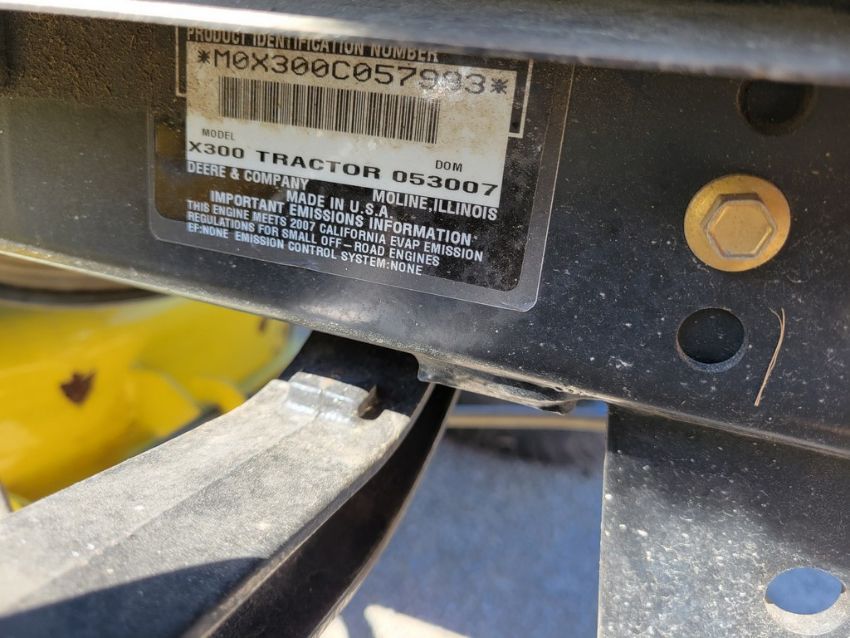 PRODUCT IDENTIFICATION NUMBER
*M0X300C057993*
MODEL
DOM
X300 TRACTOR 053007
DEERE & COMPANY MOLINE, ILLINOIS
MADE IN U.S.A.
IMPORTANT EMISSIONS INFORMATION
THIS ENGINE MEETS 2007 CALIFORNIA EVAP EMISSION
REGULATIONS FOR SMALL OFF-ROAD ENGINES
EF:NONE EMISSION CONTROL SYSTEM:NONE